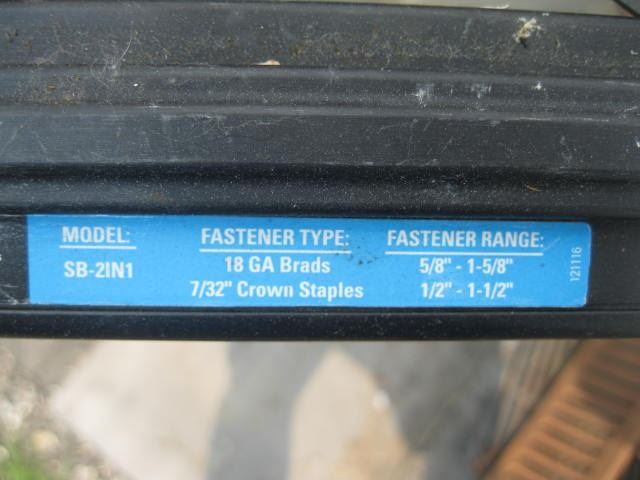 MODEL: FASTENER TYPE: FASTENER RANGE:
SB-2IN1 18 GA Brads 5/8" - 1-5/8"
7/32" Crown Staples 1/2" - 1-1/2"
121116